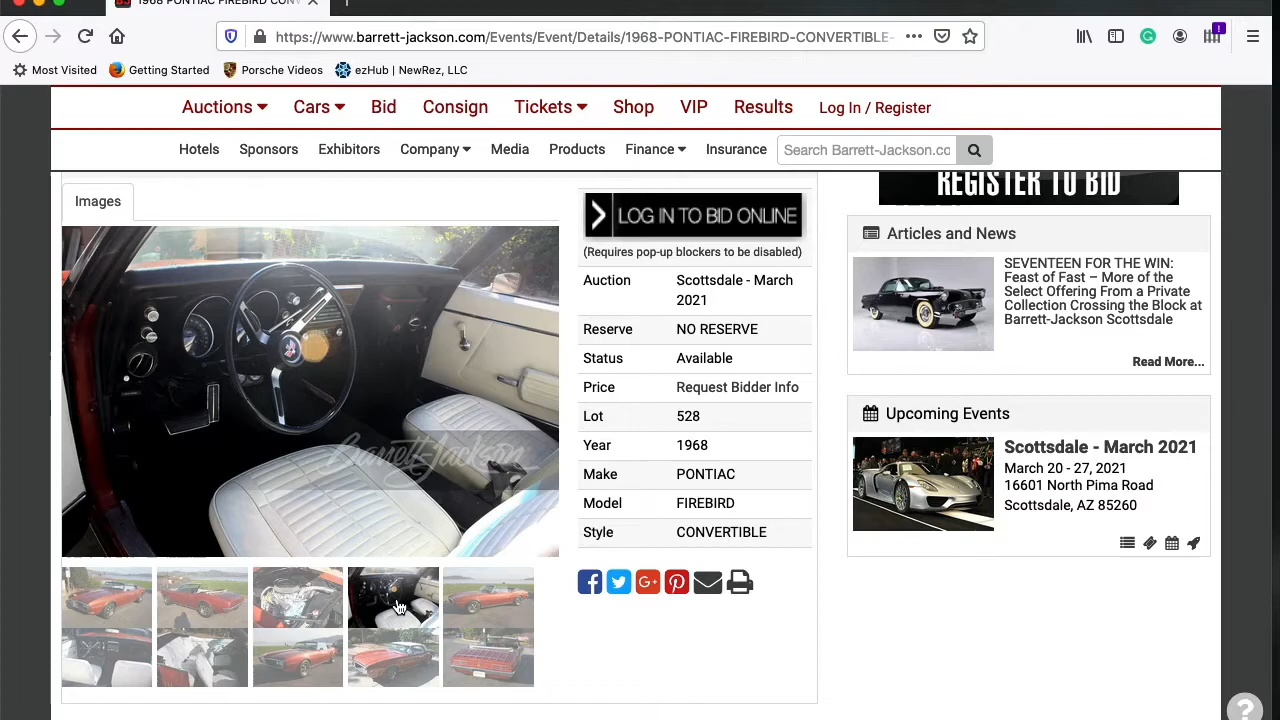 1968 PONTIAC FIREBIRD CONV
https://www.barrett-jackson.com/Events/Event/Details/1968-PONTIAC-FIREBIRD-CONVERTIBLE-
Most Visited Getting Started Porsche Videos ezHub | NewRez, LLC
Auctions Cars Bid Consign Tickets Shop VIP Results Log In / Register
Hotels Sponsors Exhibitors Company Media Products Finance Insurance Search Barrett-Jackson.co
REGISTER TO BID
Images
LOG IN TO BID ONLINE
(Requires pop-up blockers to be disabled)
Auction Scottsdale - March
2021
Reserve NO RESERVE
Status Available
Price Request Bidder Info
Lot 528
Year 1968
Make PONTIAC
Model FIREBIRD
Style CONVERTIBLE
Barrett-Jackson
Articles and News
SEVENTEEN FOR THE WIN:
Feast of Fast – More of the
Select Offering From a Private
Collection Crossing the Block at
Barrett-Jackson Scottsdale
Read More...
Upcoming Events
Scottsdale - March 2021
March 20 - 27, 2021
16601 North Pima Road
Scottsdale, AZ 85260